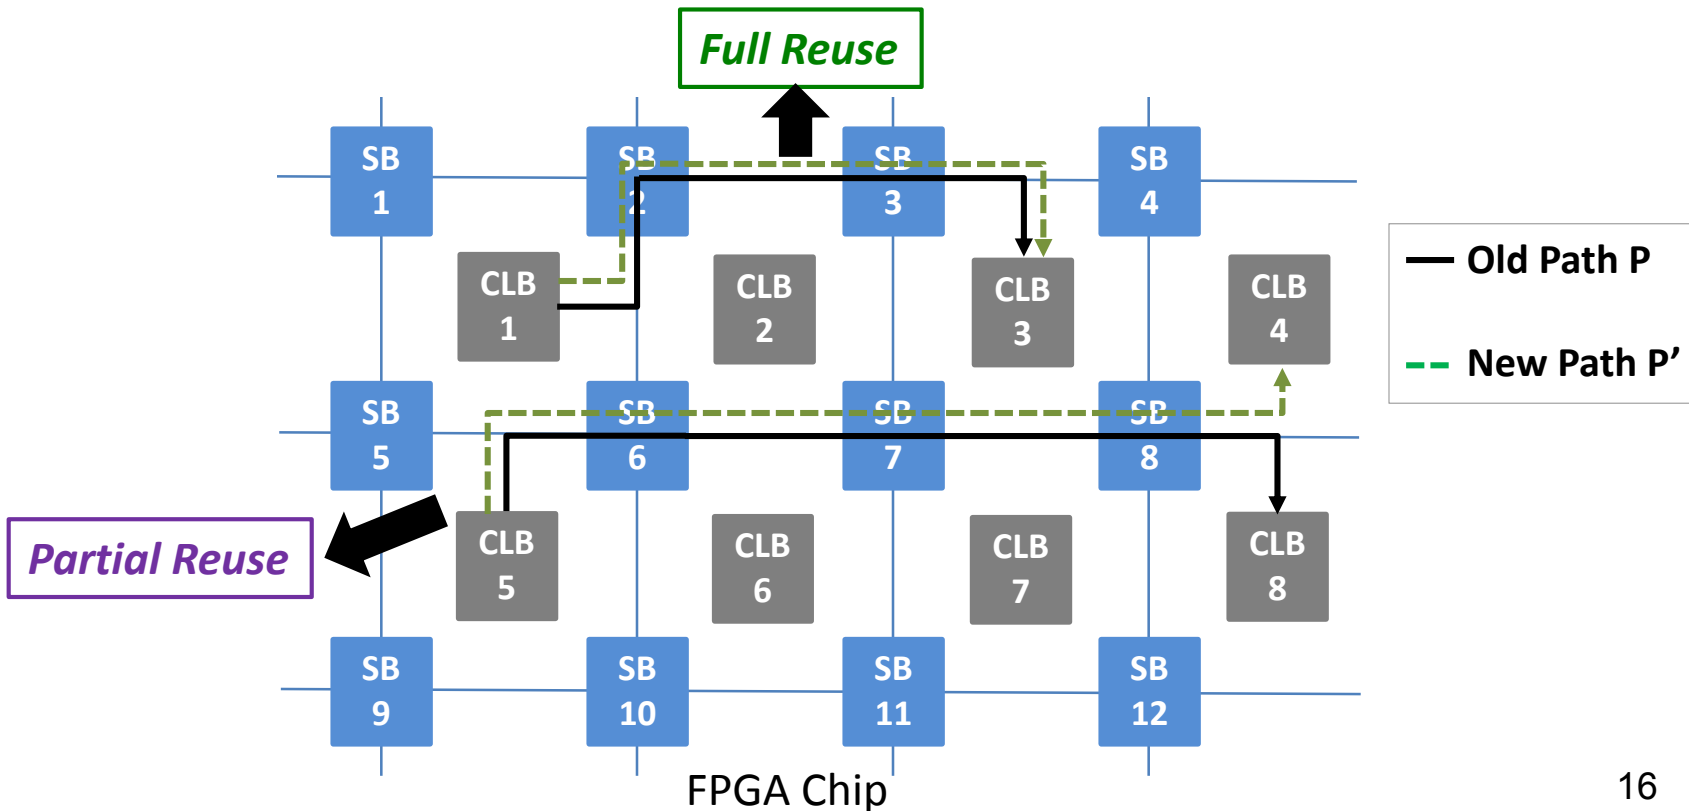 Full Reuse
SB
1
SB
2
SB
3
SB
4
CLB
1
CLB
2
CLB
3
CLB
4
Old Path P
New Path P’
SB
5
SB
6
SB
7
SB
8
Partial Reuse
CLB
5
CLB
6
CLB
7
CLB
8
SB
9
SB
10
SB
11
SB
12
FPGA Chip
16